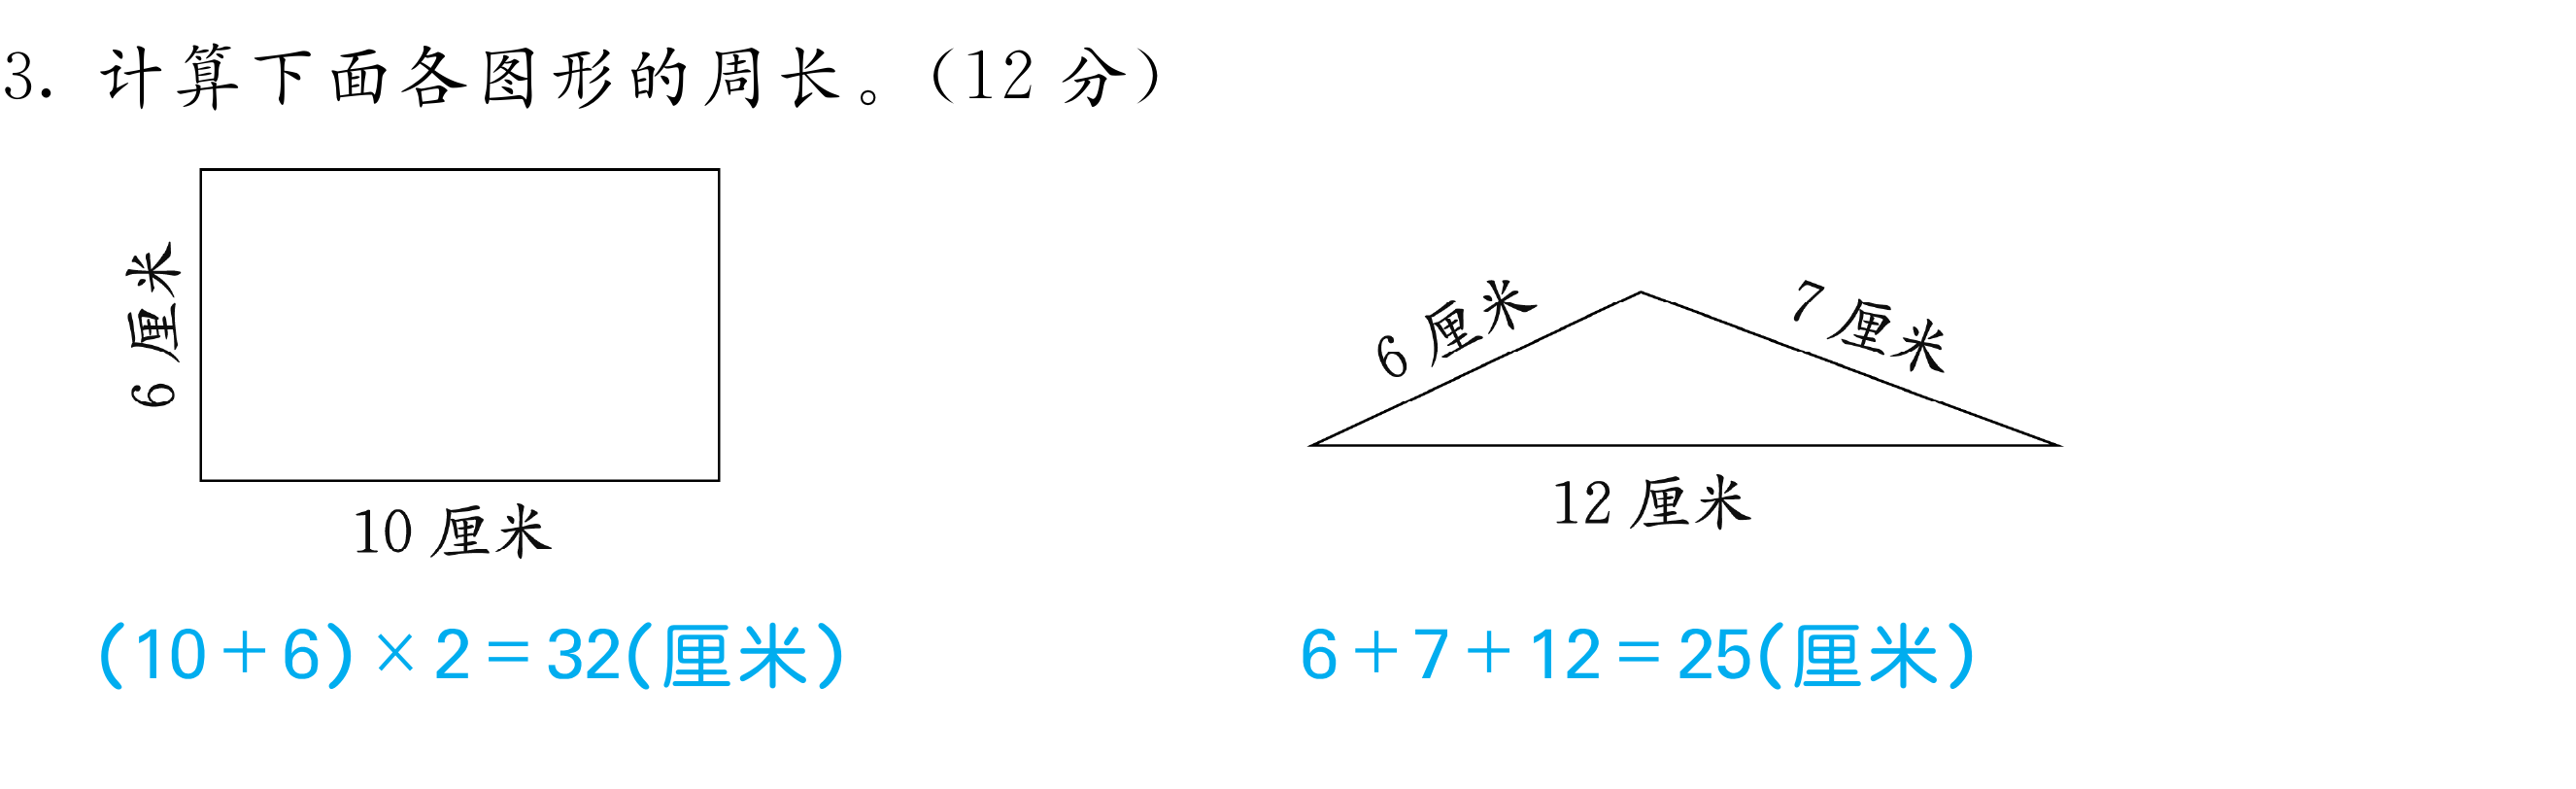 3. 计算下面各图形的周长。(12 分)
6 厘米
10 厘米
6 厘米
7 厘米
12 厘米
(10+6)×2=32(厘米)
6+7+12=25(厘米)